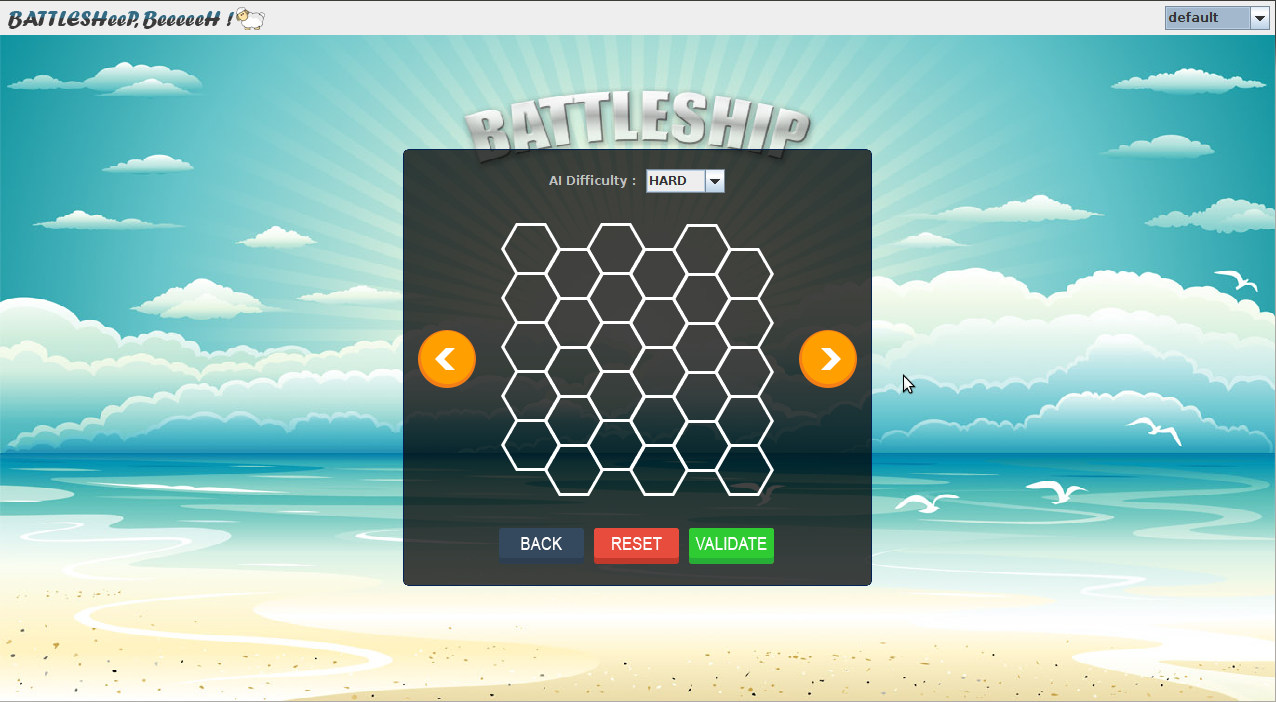 BATTLESHeeP, BeeeeeH !
default
BATTLESHIP
AI Difficulty :
HARD
BACK
RESET
VALIDATE